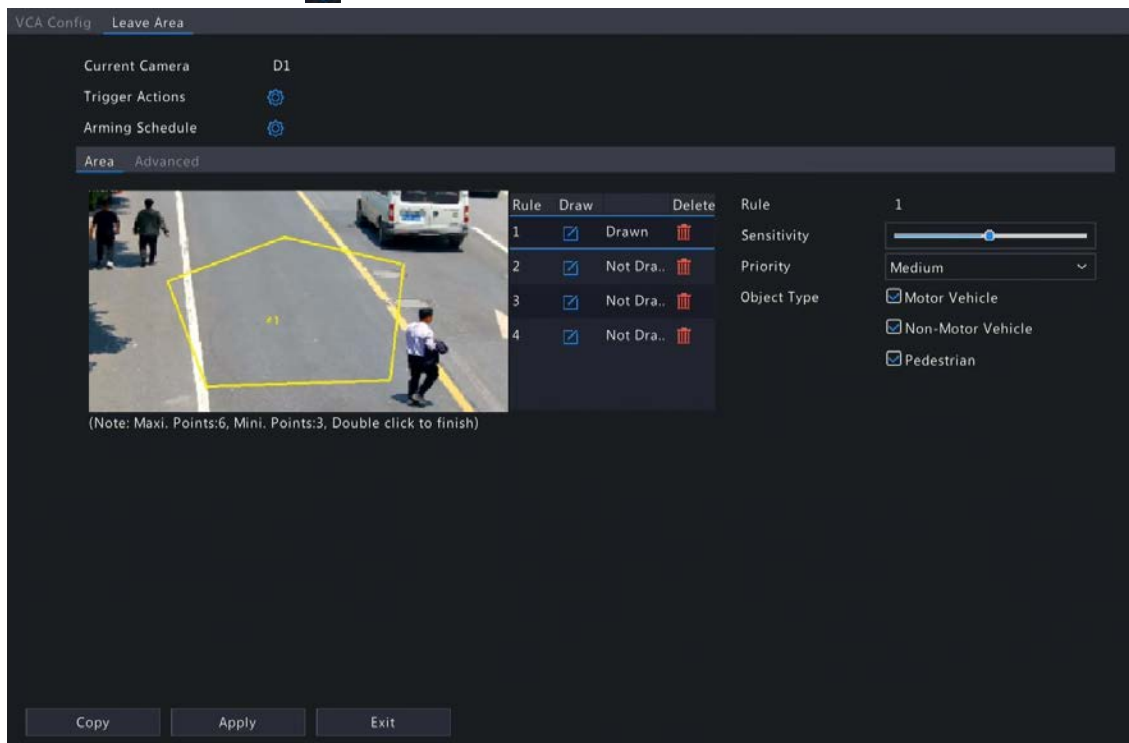 VCA Config Leave Area
Current Camera D1
Trigger Actions
Arming Schedule
Area Advanced
Rule Draw Delete
1 Drawn
2 Not Dra..
3 Not Dra..
4 Not Dra..
#1
(Note: Maxi. Points:6, Mini. Points:3, Double click to finish)
Rule 1
Sensitivity
Priority Medium
Object Type Motor Vehicle
Non-Motor Vehicle
Pedestrian
Copy Apply Exit